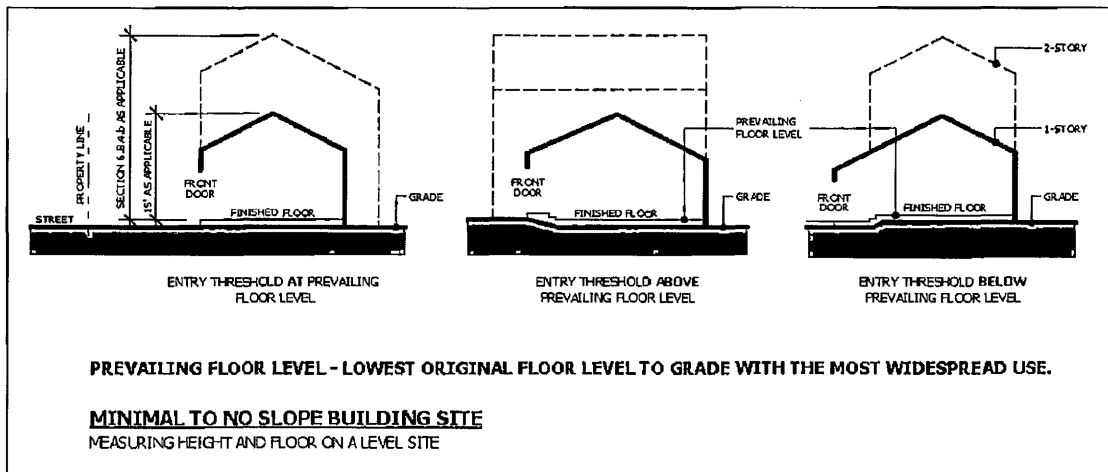 PROPERTY LINE
SECTION 6.B.4.b AS APPLICABLE
15' AS APPLICABLE
FRONT
DOOR
STREET
FINISHED FLOOR
GRADE
ENTRY THRESHOLD AT PREVAILING
FLOOR LEVEL
PREVAILING
FLOOR LEVEL
FRONT
DOOR
FINISHED FLOOR
GRADE
ENTRY THRESHOLD ABOVE
PREVAILING FLOOR LEVEL
2-STORY
1-STORY
FRONT
DOOR
FINISHED FLOOR
GRADE
ENTRY THRESHOLD BELOW
PREVAILING FLOOR LEVEL
PREVAILING FLOOR LEVEL - LOWEST ORIGINAL FLOOR LEVEL TO GRADE WITH THE MOST WIDESPREAD USE.
MINIMAL TO NO SLOPE BUILDING SITE
MEASURING HEIGHT AND FLOOR ON A LEVEL SITE